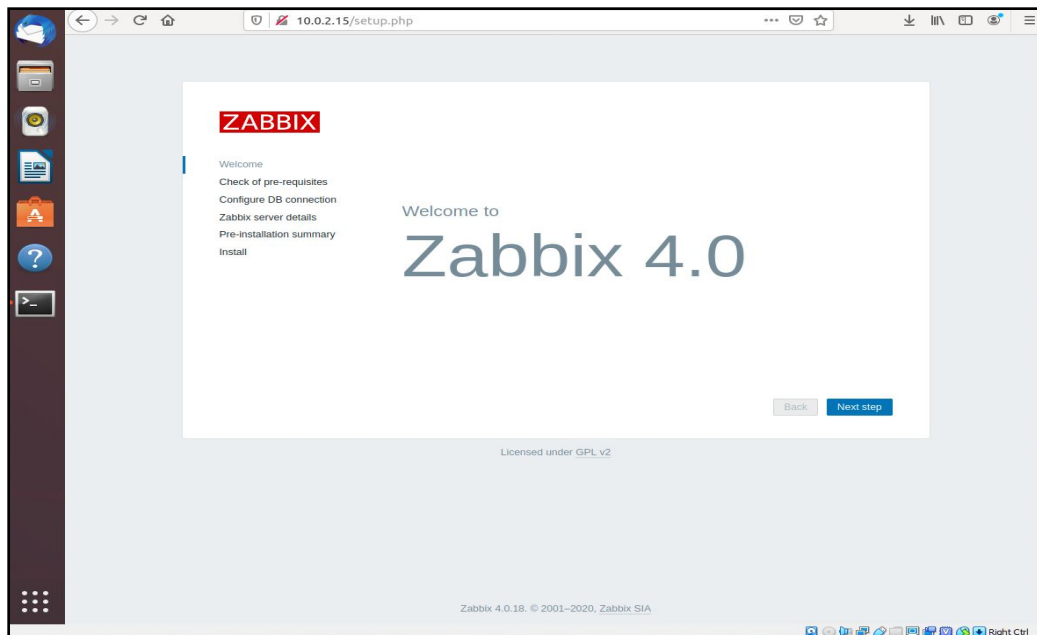 10.0.2.15/setup.php
ZABBIX
Welcome
Check of pre-requisites
Configure DB connection
Zabbix server details
Pre-installation summary
Install
Welcome to
Zabbix 4.0
Back Next step
Licensed under GPL v2
Zabbix 4.0.18. © 2001–2020, Zabbix SIA
Right Ctrl